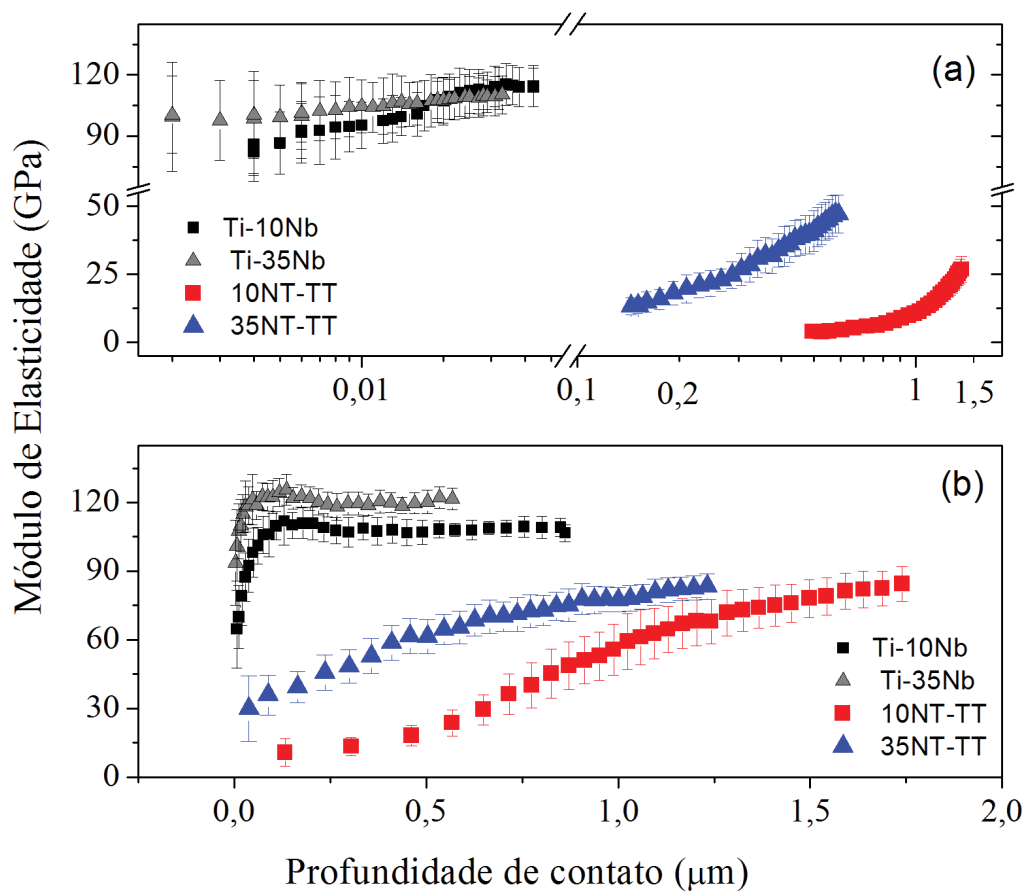 Módulo de Elasticidade (GPa)
(a)
120
90
50
25
0
Ti-10Nb
Ti-35Nb
10NT-TT
35NT-TT
0,01
0,1
0,2
1
1,5
(b)
120
90
60
30
0
Ti-10Nb
Ti-35Nb
10NT-TT
35NT-TT
0,0
0,5
1,0
1,5
2,0
Profundidade de contato (μm)